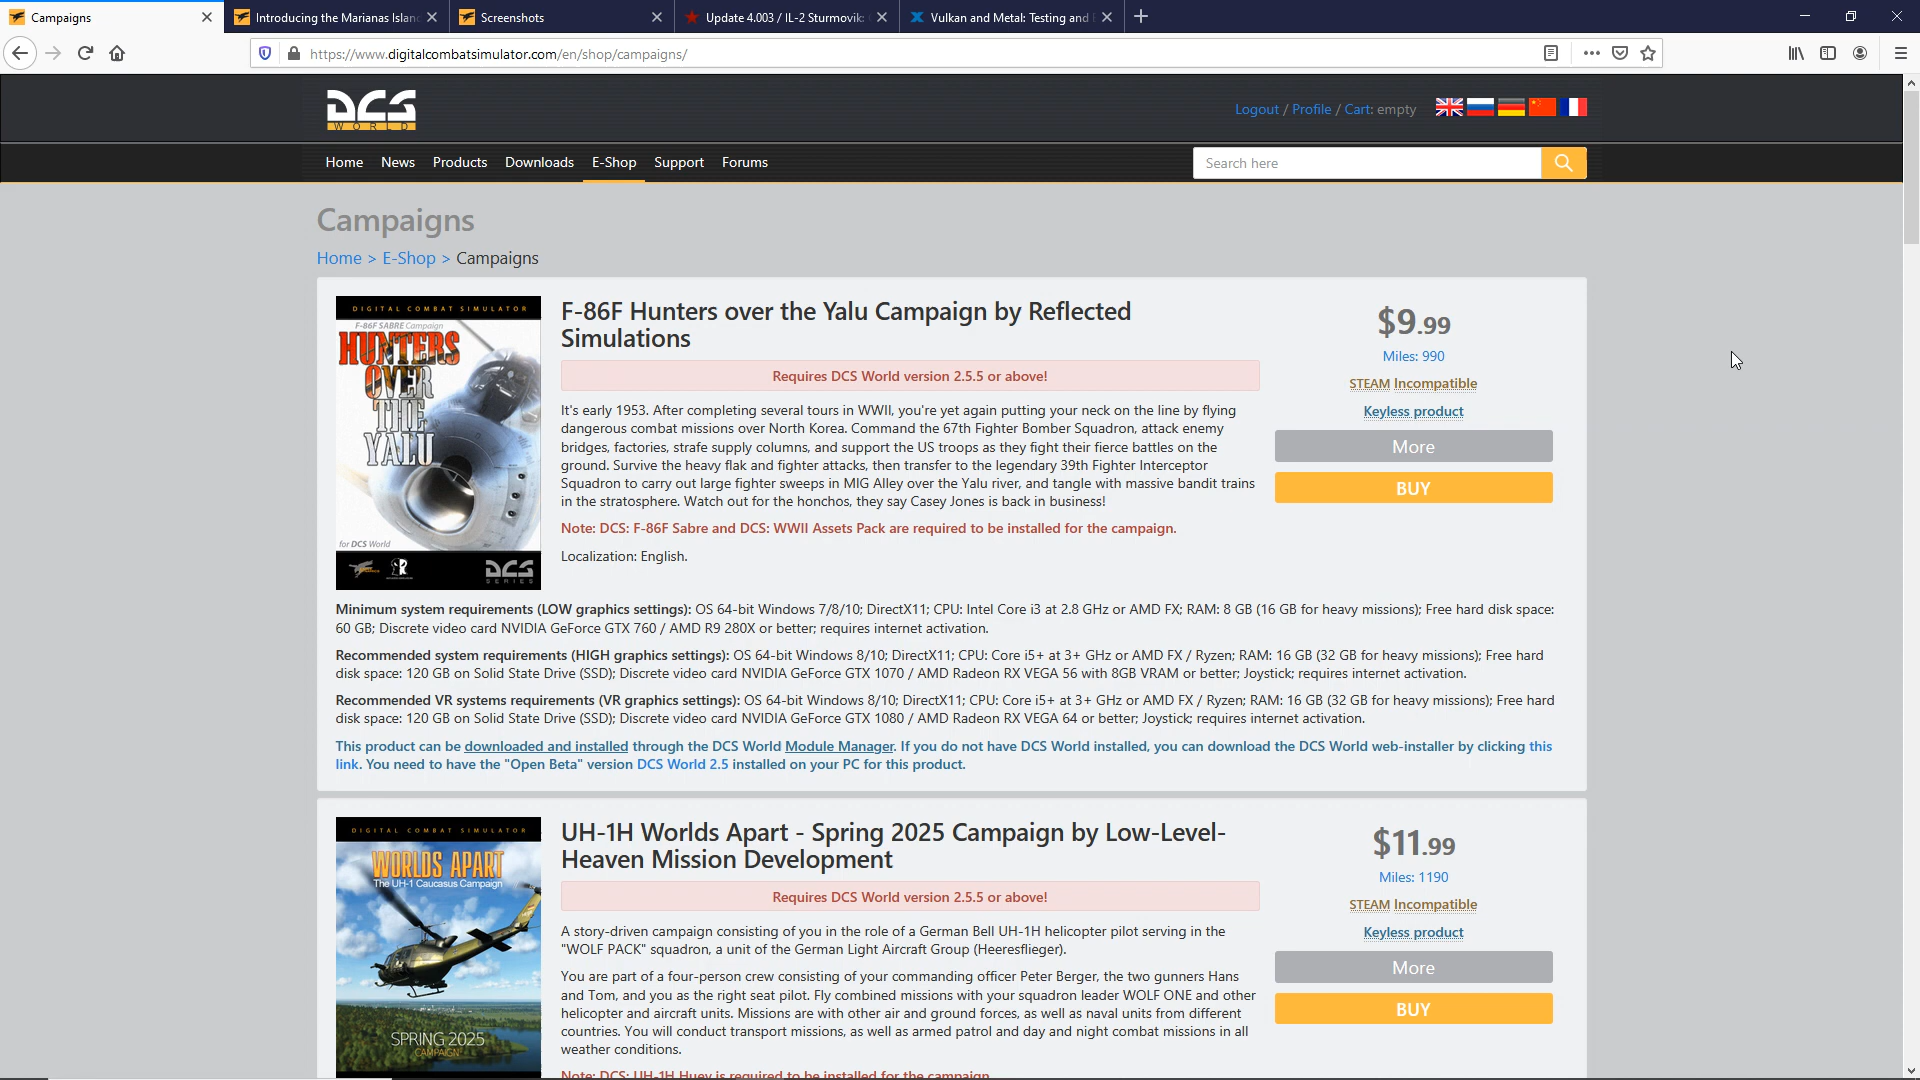 Campaigns
Introducing the Marianas Islan
Screenshots
Update 4.003 / IL-2 Sturmovik:
Vulkan and Metal: Testing and
https://www.digitalcombatsimulator.com/en/shop/campaigns/
DCS
WORLD
Logout / Profile / Cart: empty
Home News Products Downloads E-Shop Support Forums
Search here
Campaigns
Home > E-Shop > Campaigns
DIGITAL COMBAT SIMULATOR
F-86F SABRE Campaign
HUNTERS
OVER
THE
YALU
for DCS World
DCS
SERIES
F-86F Hunters over the Yalu Campaign by Reflected
Simulations
Requires DCS World version 2.5.5 or above!
It's early 1953. After completing several tours in WWII, you're yet again putting your neck on the line by flying
dangerous combat missions over North Korea. Command the 67th Fighter Bomber Squadron, attack enemy
bridges, factories, strafe supply columns, and support the US troops as they fight their fierce battles on the
ground. Survive the heavy flak and fighter attacks, then transfer to the legendary 39th Fighter Interceptor
Squadron to carry out large fighter sweeps in MIG Alley over the Yalu river, and tangle with massive bandit trains
in the stratosphere. Watch out for the honchos, they say Casey Jones is back in business!
Note: DCS: F-86F Sabre and DCS: WWII Assets Pack are required to be installed for the campaign.
Localization: English.
$9.99
Miles: 990
STEAM Incompatible
Keyless product
More
BUY
Minimum system requirements (LOW graphics settings): OS 64-bit Windows 7/8/10; DirectX11; CPU: Intel Core i3 at 2.8 GHz or AMD FX; RAM: 8 GB (16 GB for heavy missions); Free hard disk space:
60 GB; Discrete video card NVIDIA GeForce GTX 760 / AMD R9 280X or better; requires internet activation.
Recommended system requirements (HIGH graphics settings): OS 64-bit Windows 8/10; DirectX11; CPU: Core i5+ at 3+ GHz or AMD FX / Ryzen; RAM: 16 GB (32 GB for heavy missions); Free hard
disk space: 120 GB on Solid State Drive (SSD); Discrete video card NVIDIA GeForce GTX 1070 / AMD Radeon RX VEGA 56 with 8GB VRAM or better; Joystick; requires internet activation.
Recommended VR systems requirements (VR graphics settings): OS 64-bit Windows 8/10; DirectX11; CPU: Core i5+ at 3+ GHz or AMD FX / Ryzen; RAM: 16 GB (32 GB for heavy missions); Free hard
disk space: 120 GB on Solid State Drive (SSD); Discrete video card NVIDIA GeForce GTX 1080 / AMD Radeon RX VEGA 64 or better; Joystick; requires internet activation.
This product can be downloaded and installed through the DCS World Module Manager. If you do not have DCS World installed, you can download the DCS World web-installer by clicking this
link. You need to have the "Open Beta" version DCS World 2.5 installed on your PC for this product.
DIGITAL COMBAT SIMULATOR
WORLDS APART
The UH-1 Caucasus Campaign
SPRING 2025
CAMPAIGN
UH-1H Worlds Apart - Spring 2025 Campaign by Low-Level-
Heaven Mission Development
Requires DCS World version 2.5.5 or above!
A story-driven campaign consisting of you in the role of a German Bell UH-1H helicopter pilot serving in the
"WOLF PACK" squadron, a unit of the German Light Aircraft Group (Heeresflieger).
You are part of a four-person crew consisting of your commanding officer Peter Berger, the two gunners Hans
and Tom, and you as the right seat pilot. Fly combined missions with your squadron leader WOLF ONE and other
helicopter and aircraft units. Missions are with other air and ground forces, as well as naval units from different
countries. You will conduct transport missions, as well as armed patrol and day and night combat missions in all
weather conditions.
Note: DCS: UH-1H Huey is required to be installed for the campaign
$11.99
Miles: 1190
STEAM Incompatible
Keyless product
More
BUY